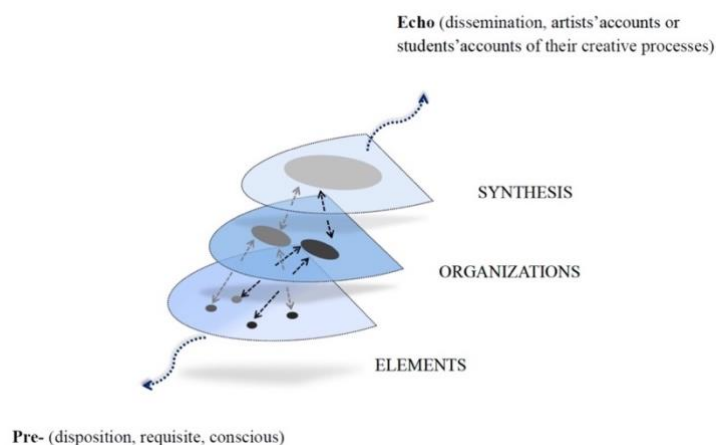 Echo (dissemination, artists'accounts or
students'accounts of their creative processes)
SYNTHESIS
ORGANIZATIONS
ELEMENTS
Pre- (disposition, requisite, conscious)